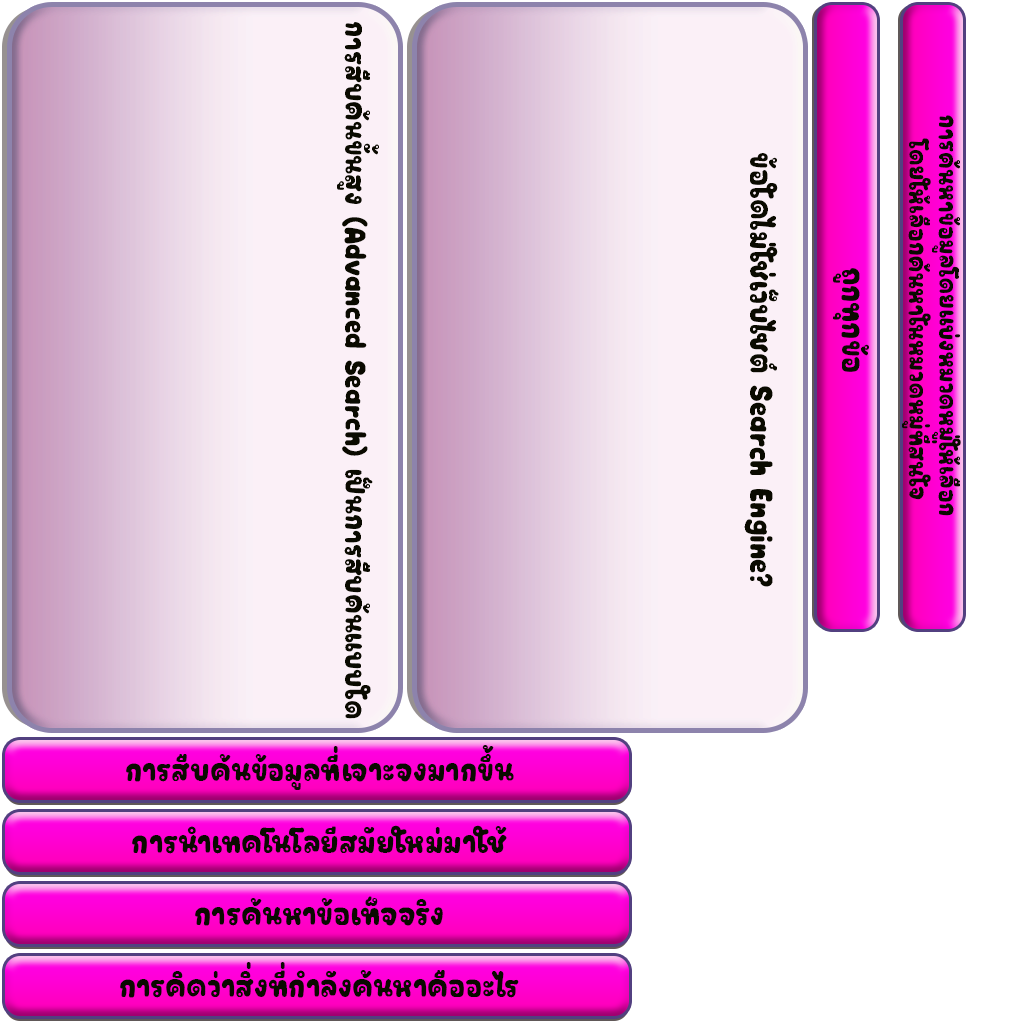 การสืบค้นขั้นสูง (Advanced Search) เป็นการสืบค้นแบบใด
ข้อใดไม่ใช่เว็บไซต์ Search Engine?
ถูกทุกข้อ
การค้นหาข้อมูลโดยแบ่งหมวดหมู่ให้เลือก
โดยให้เลือกค้นหาในหมวดหมู่ที่สนใจ
การสืบค้นข้อมูลที่เจาะจงมากขึ้น
การนำเทคโนโลยีสมัยใหม่มาใช้
การค้นหาข้อเท็จจริง
การคิดว่าสิ่งที่กำลังค้นหาคืออะไร